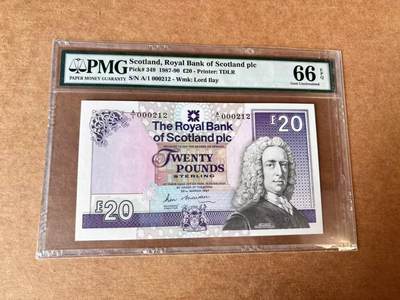 PMG
PAPER MONEY GUARANTY
Scotland, Royal Bank of Scotland plc
Pick# 349 1987-90 £20 - Printer: TDLR
S/N A/1 000212 - Wmk: Lord Ilay
66 EPQ
Gem Uncirculated
A/1 000212
A/1 000212
£20
The Royal Bank
of Scotland plc
TWENTY
POUNDS
STERLING
£20